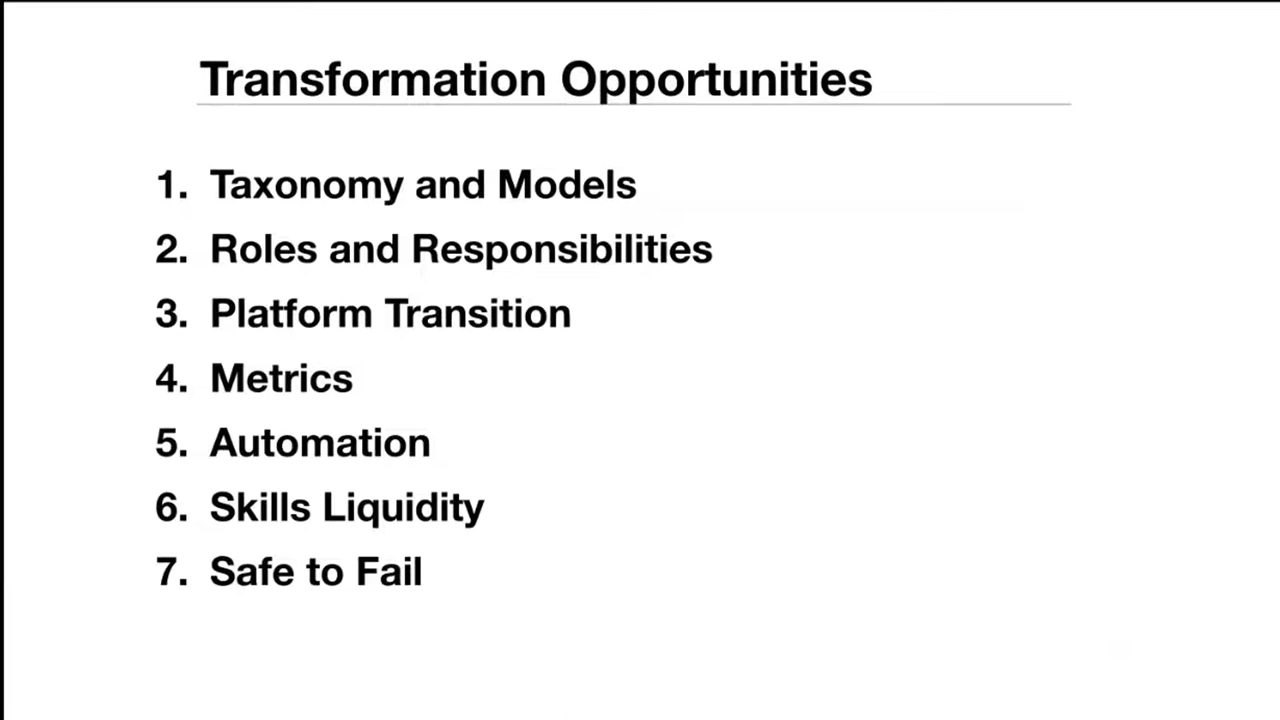 Transformation Opportunities
1. Taxonomy and Models
2. Roles and Responsibilities
3. Platform Transition
4. Metrics
5. Automation
6. Skills Liquidity
7. Safe to Fail